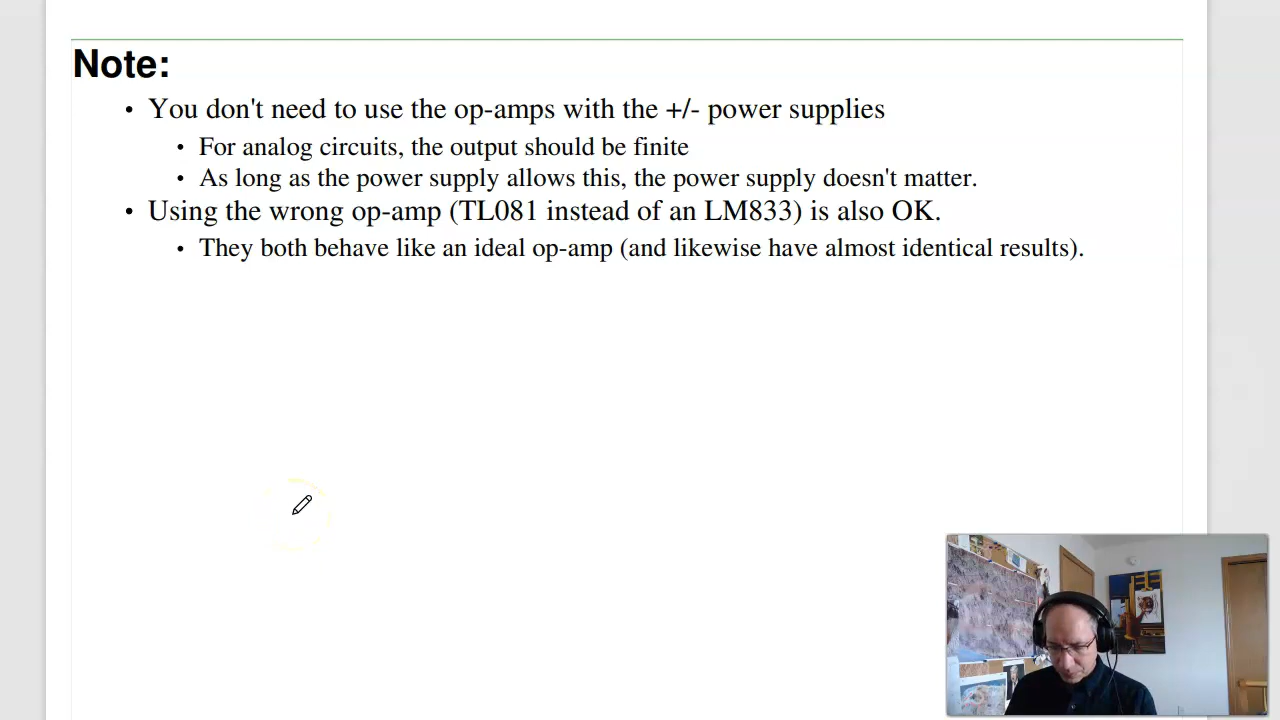 Note:
• You don't need to use the op-amps with the +/- power supplies
• For analog circuits, the output should be finite
• As long as the power supply allows this, the power supply doesn't matter.
• Using the wrong op-amp (TL081 instead of an LM833) is also OK.
• They both behave like an ideal op-amp (and likewise have almost identical results).